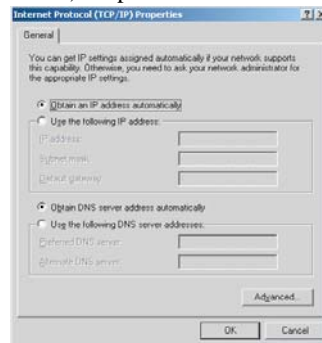 Internet Protocol (TCP/IP) Properties
General
You can get IP settings assigned automatically if your network supports
this capability. Otherwise, you need to ask your network administrator for
the appropriate IP settings.
Obtain an IP address automatically
Use the following IP address:
IP address:
Subnet mask:
Default gateway:
Obtain DNS server address automatically
Use the following DNS server addresses:
Preferred DNS server:
Alternate DNS server:
Advanced...
OK Cancel